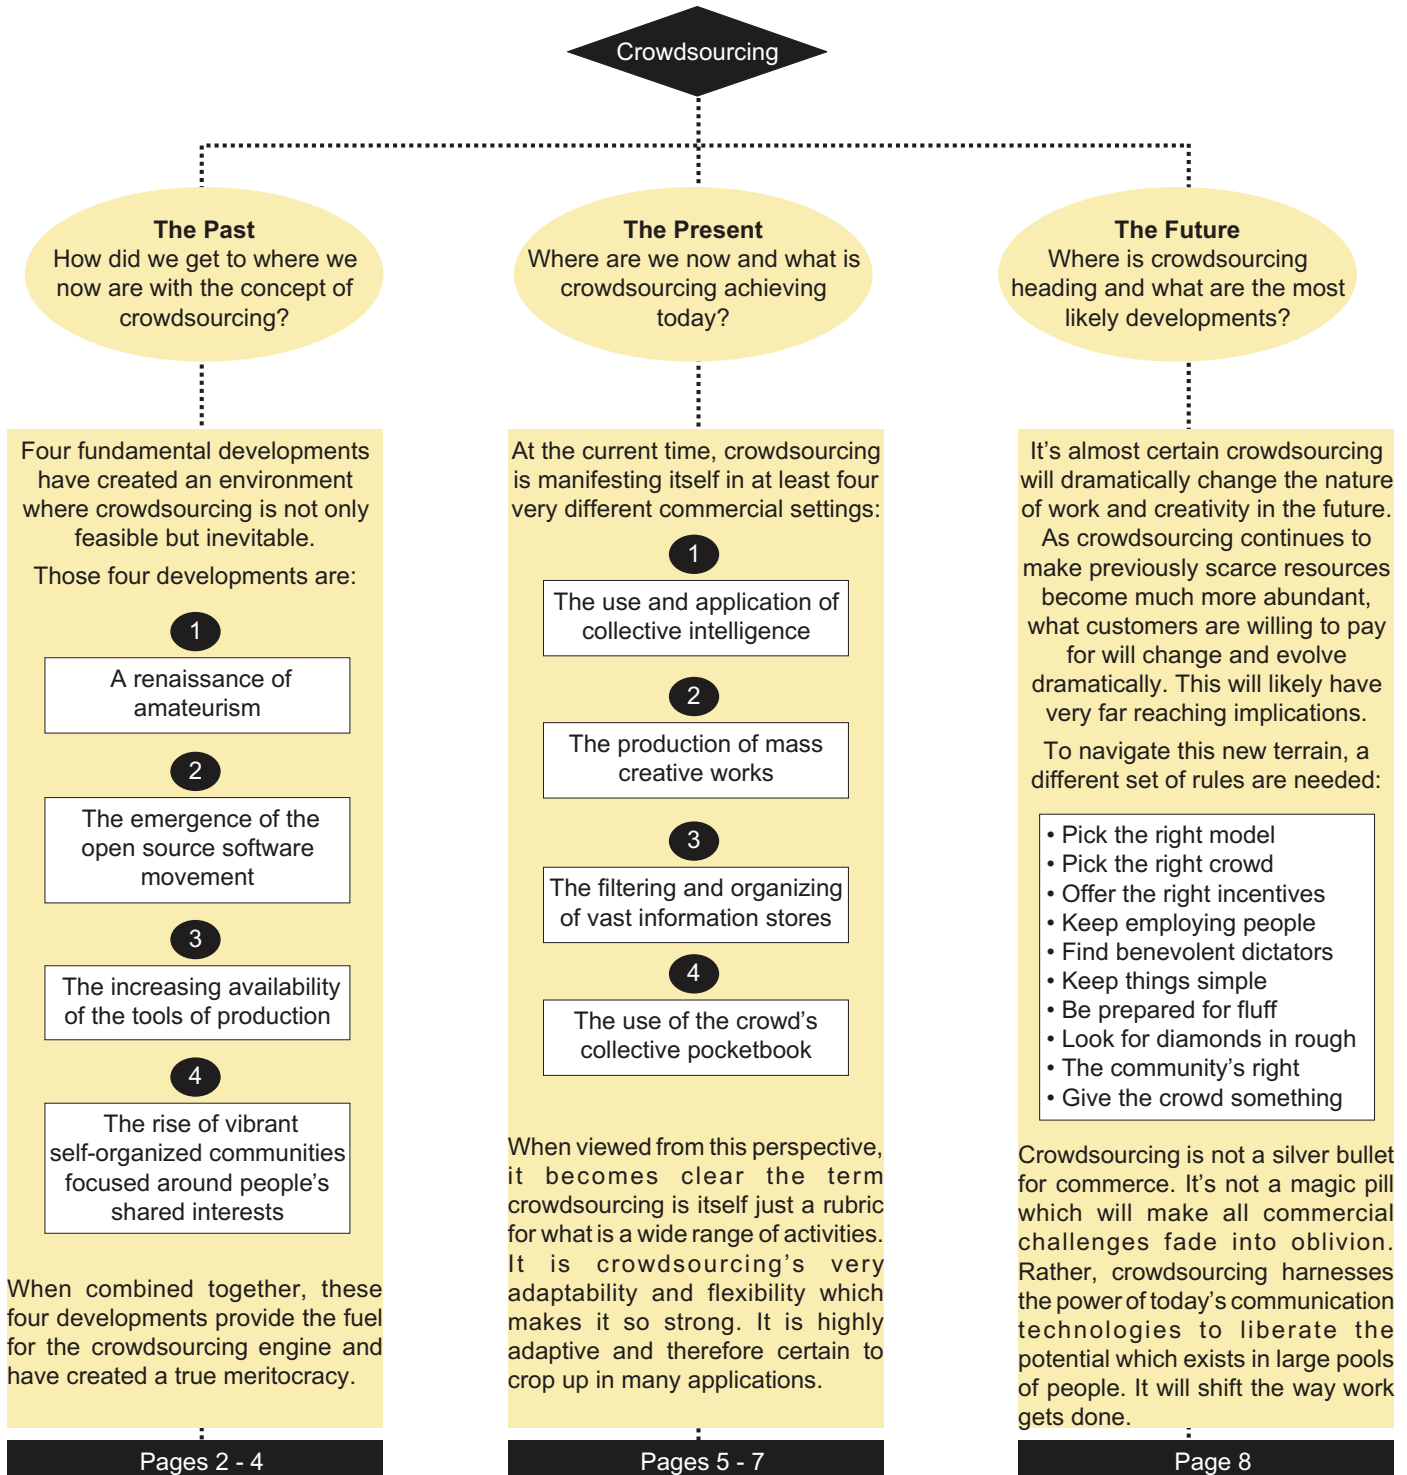 Crowdsourcing
The Past
How did we get to where we
now are with the concept of
crowdsourcing?
Four fundamental developments
have created an environment
where crowdsourcing is not only
feasible but inevitable.
Those four developments are:
1
A renaissance of
amateurism
2
The emergence of the
open source software
movement
3
The increasing availability
of the tools of production
4
The rise of vibrant
self-organized communities
focused around people's
shared interests
When combined together, these
four developments provide the fuel
for the crowdsourcing engine and
have created a true meritocracy.
Pages 2 - 4
The Present
Where are we now and what is
crowdsourcing achieving
today?
At the current time, crowdsourcing
is manifesting itself in at least four
very different commercial settings:
1
The use and application of
collective intelligence
2
The production of mass
creative works
3
The filtering and organizing
of vast information stores
4
The use of the crowd's
collective pocketbook
When viewed from this perspective,
it becomes clear the term
crowdsourcing is itself just a rubric
for what is a wide range of activities.
It is crowdsourcing's very
adaptability and flexibility which
makes it so strong. It is highly
adaptive and therefore certain to
crop up in many applications.
Pages 5 - 7
The Future
Where is crowdsourcing
heading and what are the most
likely developments?
It's almost certain crowdsourcing
will dramatically change the nature
of work and creativity in the future.
As crowdsourcing continues to
make previously scarce resources
become much more abundant,
what customers are willing to pay
for will change and evolve
dramatically. This will likely have
very far reaching implications.
To navigate this new terrain, a
different set of rules are needed:
• Pick the right model
• Pick the right crowd
• Offer the right incentives
• Keep employing people
• Find benevolent dictators
• Keep things simple
• Be prepared for fluff
• Look for diamonds in rough
• The community's right
• Give the crowd something
Crowdsourcing is not a silver bullet
for commerce. It's not a magic pill
which will make all commercial
challenges fade into oblivion.
Rather, crowdsourcing harnesses
the power of today's communication
technologies to liberate the
potential which exists in large pools
of people. It will shift the way work
gets done.
Page 8